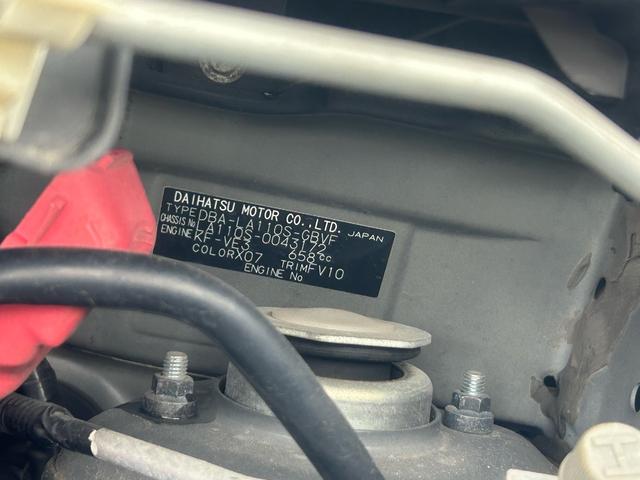 DAIHATSU MOTOR CO.,LTD.
TYPE DBA-LA110S-GBVF JAPAN
CHASSIS No LA110S-0043172
ENGINE KF-VE3 658cc
COLOR X07 TRIM FV10
ENGINE No